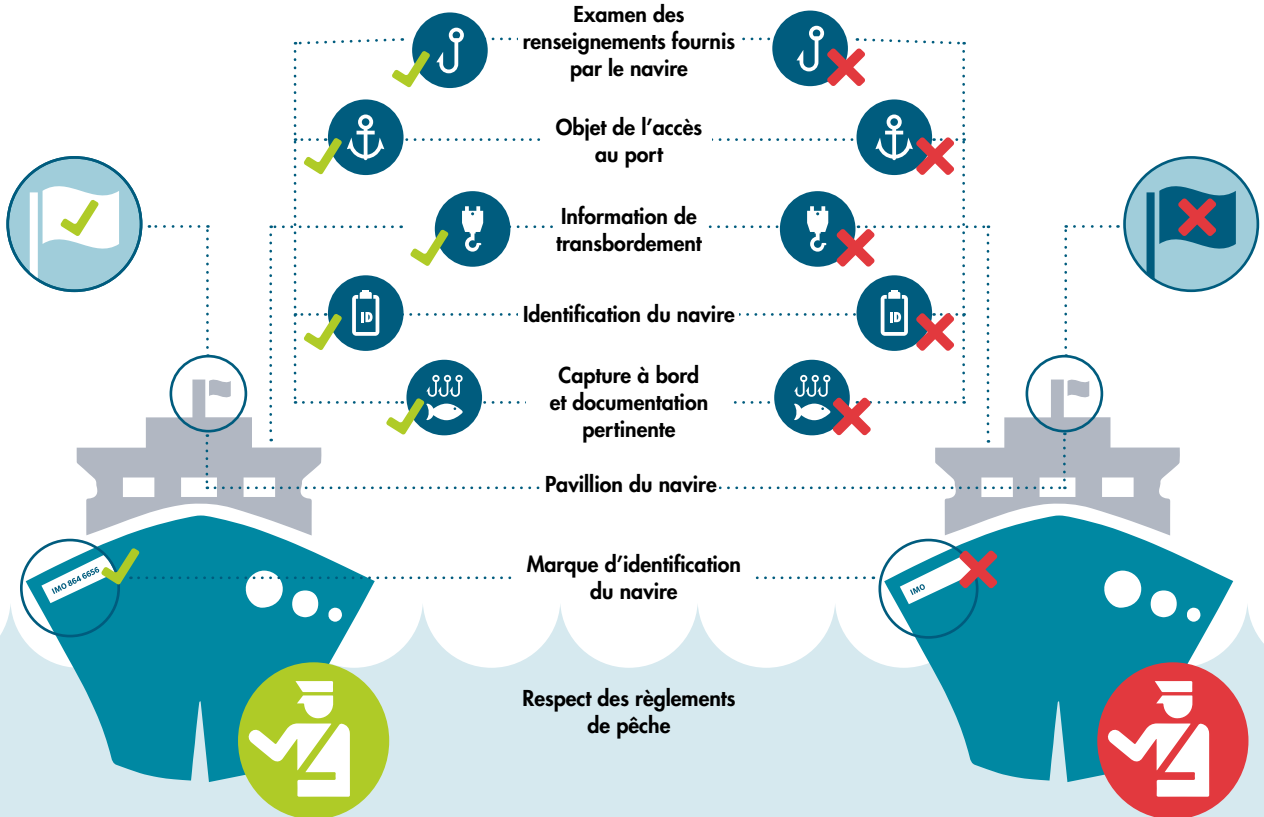 Examen des
renseignements fournis
par le navire
Objet de l'accès
au port
Information de
transbordement
ID
Identification du navire
ID
Capture à bord
et documentation
pertinente
Pavillion du navire
IMO 864 6656
Marque d'identification
du navire
IMO
Respect des règlements
de pêche